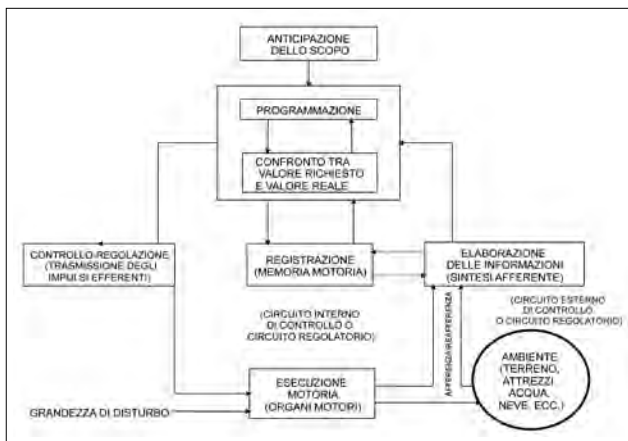 ANTICIPAZIONE
DELLO SCOPO
PROGRAMMAZIONE
CONFRONTO TRA
VALORE RICHIESTO
E VALORE REALE
CONTROLLO-REGOLAZIONE
(TRASMISSIONE DEGLI
IMPULSI EFFERENTI)
REGISTRAZIONE
(MEMORIA MOTORIA)
ELABORAZIONE
DELLE INFORMAZIONI
(SINTESI AFFERENTE)
(CIRCUITO INTERNO
DI CONTROLLO O
CIRCUITO REGOLATORIO)
AFFERENZA/REAFFERENZA
(CIRCUITO ESTERNO
DI CONTROLLO
O CIRCUITO REGOLATORIO)
ESECUZIONE
MOTORIA
(ORGANI MOTORI)
AMBIENTE
(TERRENO,
ATTREZZI
ACQUA,
NEVE, ECC.)
GRANDEZZA DI DISTURBO